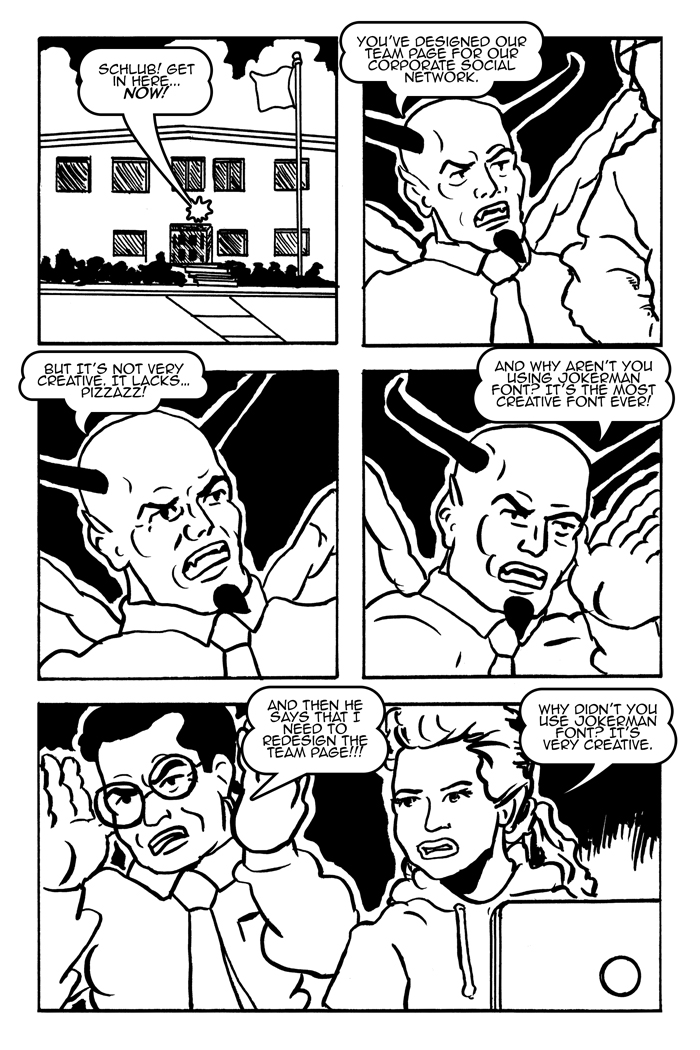 SCHLUB! GET
IN HERE...
NOW!
YOU'VE DESIGNED OUR
TEAM PAGE FOR OUR
CORPORATE SOCIAL
NETWORK.
BUT IT'S NOT VERY
CREATIVE. IT LACKS...
PIZZAZZ!
AND WHY AREN'T YOU
USING JOKERMAN
FONT? IT'S THE MOST
CREATIVE FONT EVER!
AND THEN HE
SAYS THAT I
NEED TO
REDESIGN THE
TEAM PAGE!!!
WHY DIDN'T YOU
USE JOKERMAN
FONT? IT'S
VERY CREATIVE.